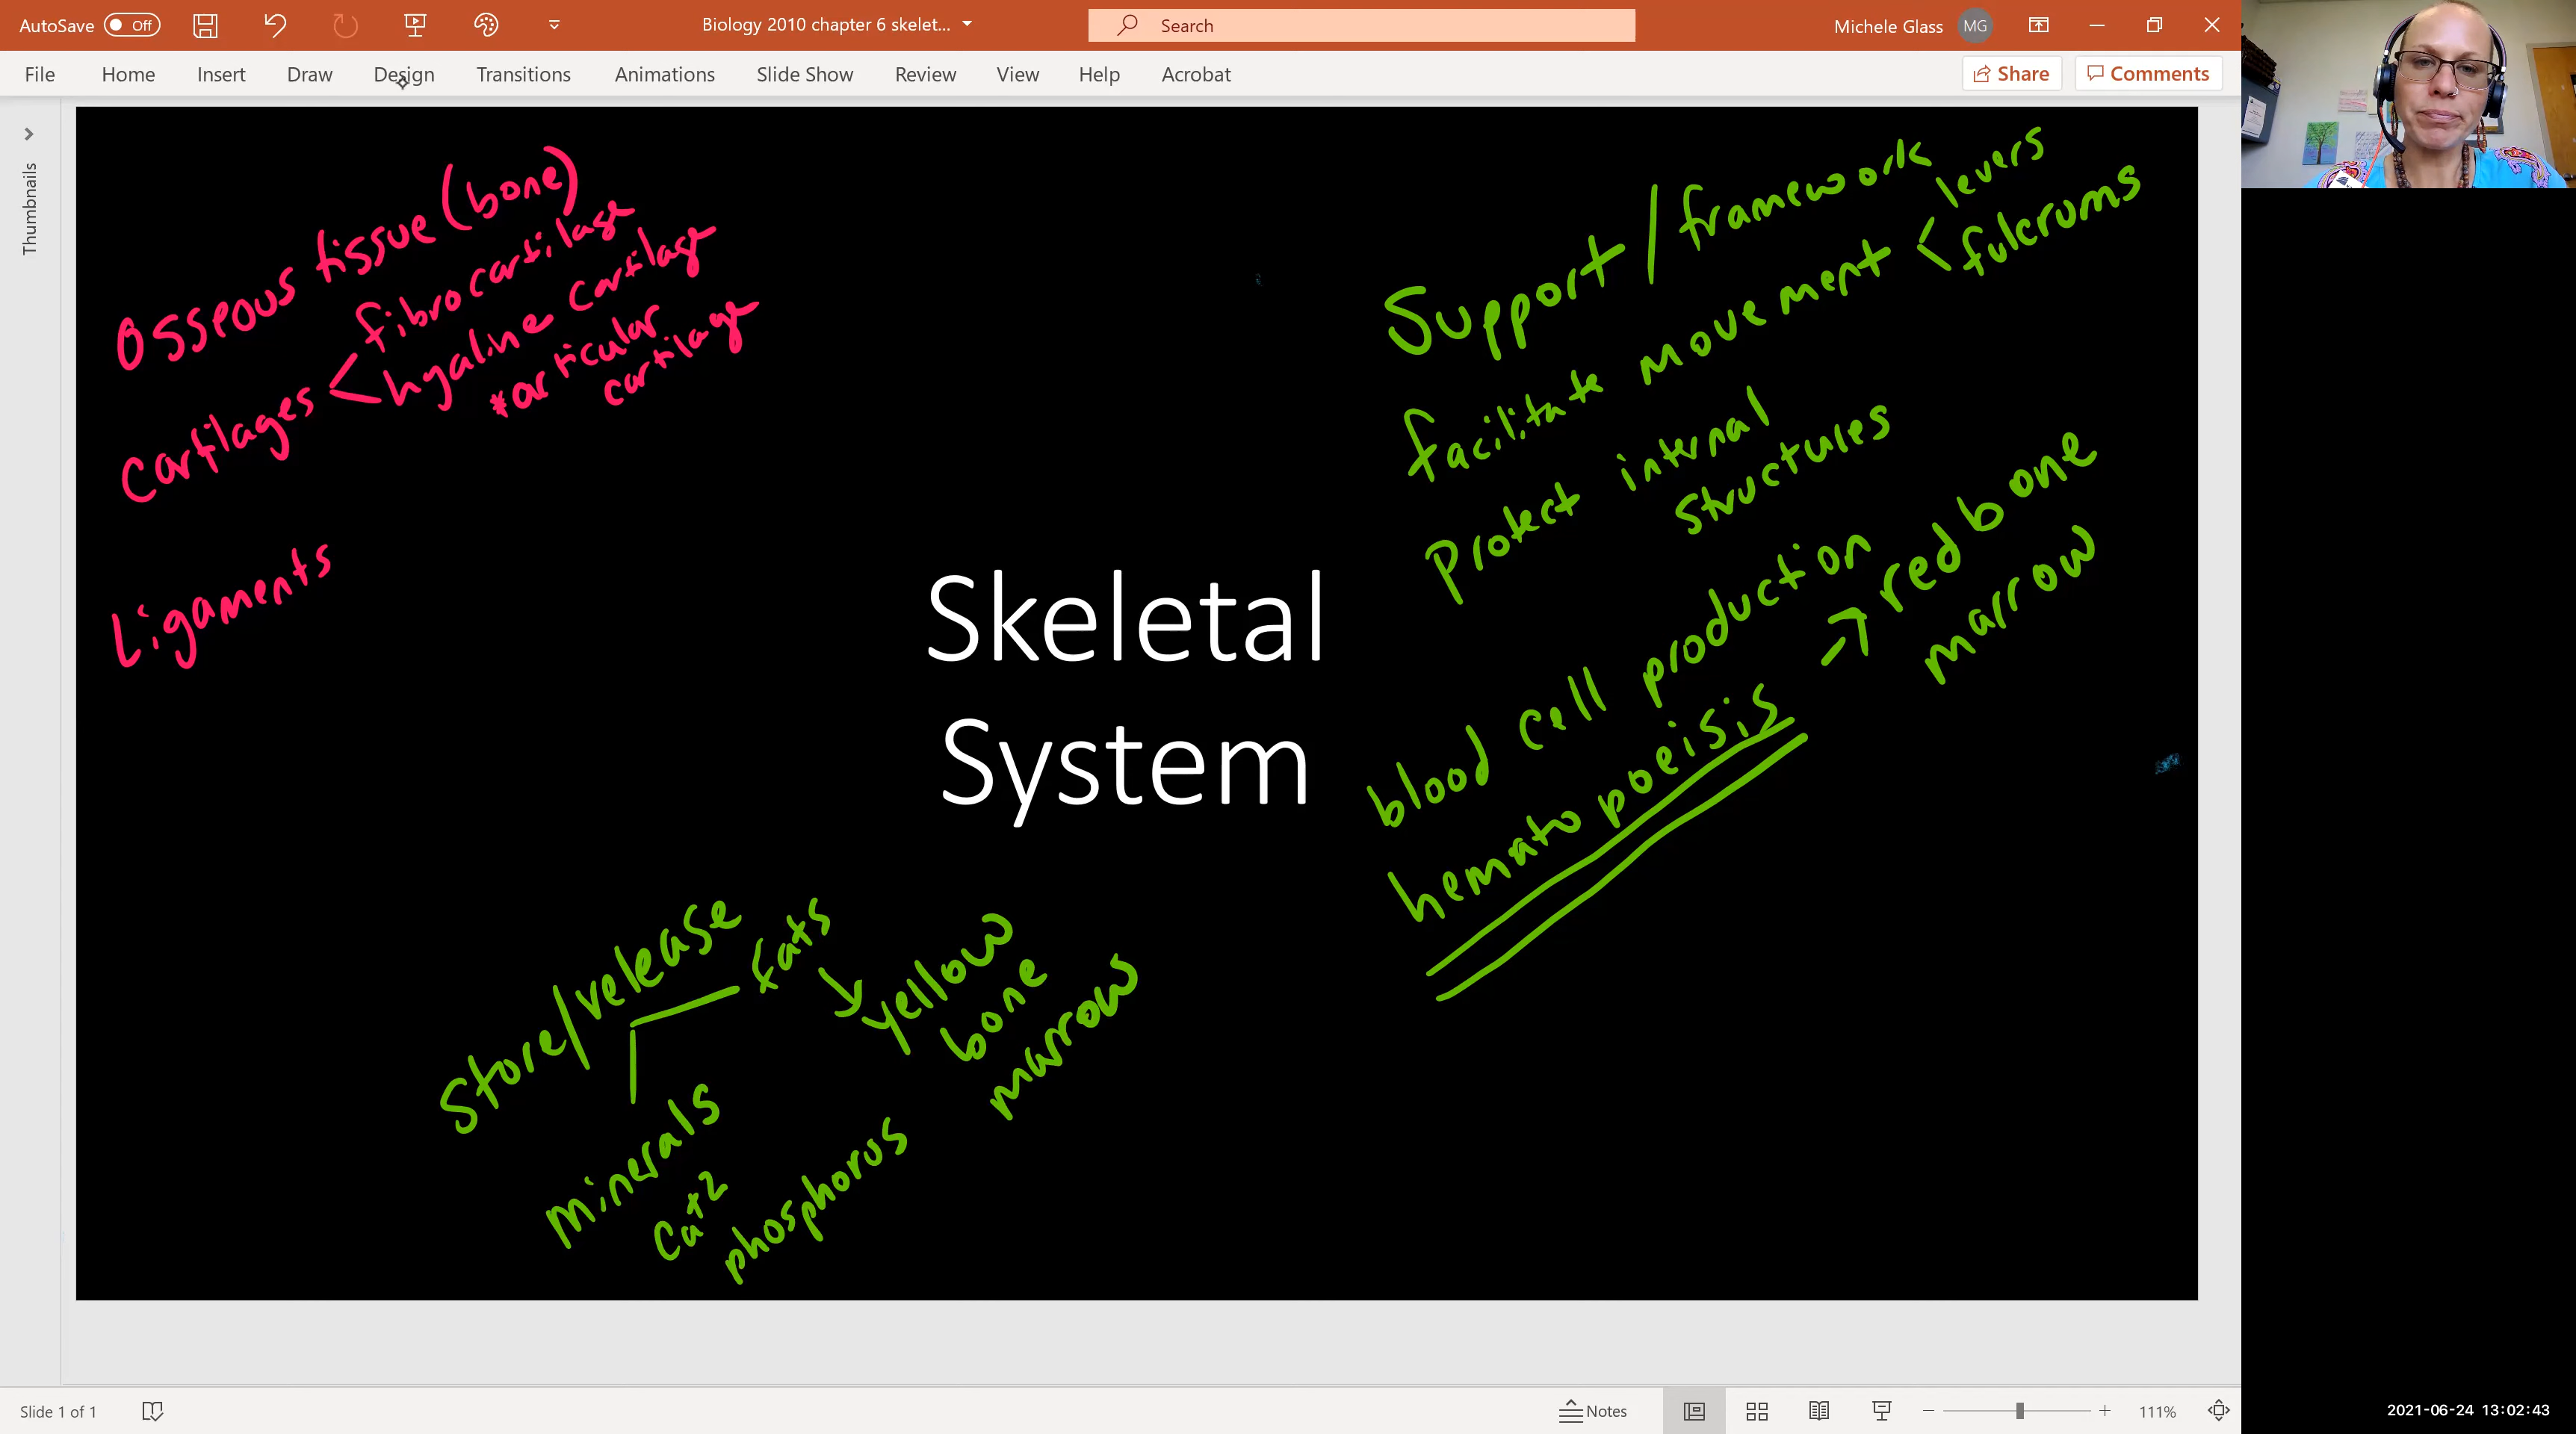 AutoSave Off
Biology 2010 chapter 6 skelet...
Search
Michele Glass MG
File Home Insert Draw Design Transitions Animations Slide Show Review View Help Acrobat
Share Comments
Thumbnails
Osseous tissue (bone)
Cartilages < fibrocartilage
hyaline cartilage
*articular
cartilage
Ligaments
Skeletal
System
Support / framework
facilitate movement < levers
fulcrums
Protect internal
structures
blood cell production
hematopoeisis → red bone
marrow
Store/release
fats → yellow
bone
marrow
minerals
Ca+2
phosphorus
Slide 1 of 1
Notes
111%
2021-06-24 13:02:43